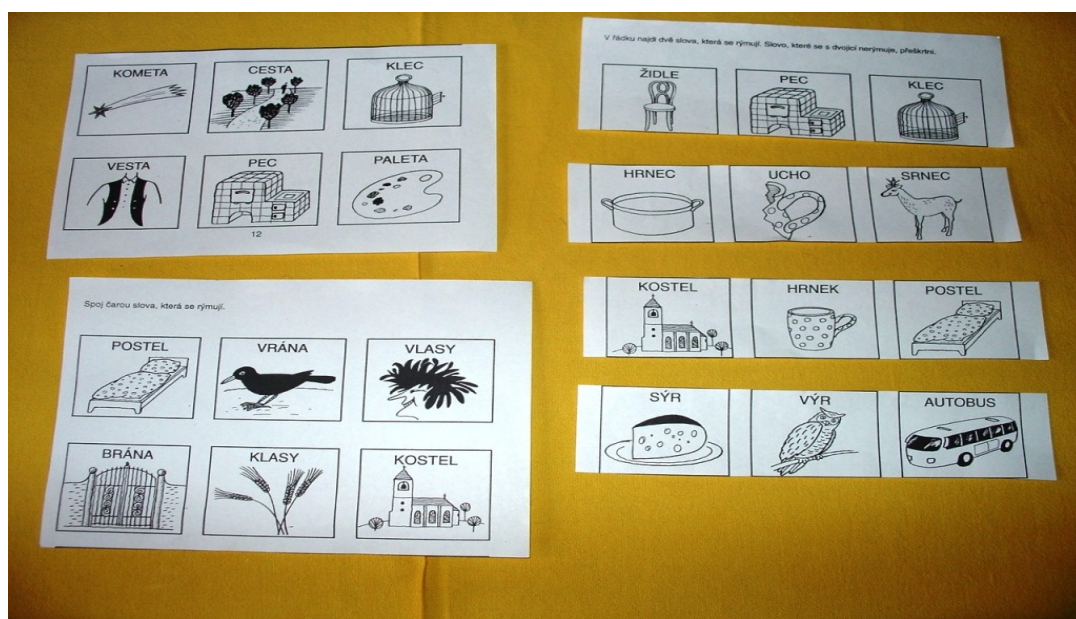 KOMETA CESTA KLEC
VESTA PEC PALETA
12
Spoj čarou slova, která se rýmují.
POSTEL VRÁNA VLASY
BRÁNA KLASY KOSTEL
V řádku najdi dvě slova, která se rýmují. Slovo, které se s dvojicí nerýmuje, přeškrtni.
ŽIDLE PEC KLEC
HRNEC UCHO SRNEC
KOSTEL HRNEK POSTEL
SÝR VÝR AUTOBUS